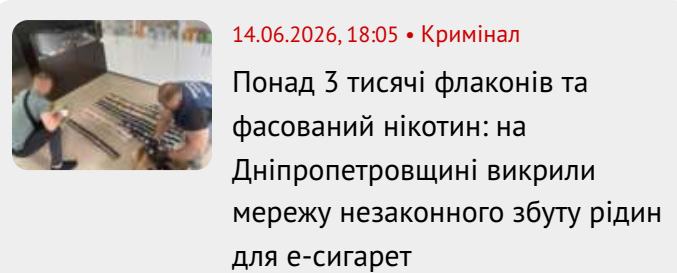 14.06.2026, 18:05 • Кримінал
Понад 3 тисячі флаконів та
фасований нікотин: на
Дніпропетровщині викрили
мережу незаконного збуту рідин
для е-сигарет